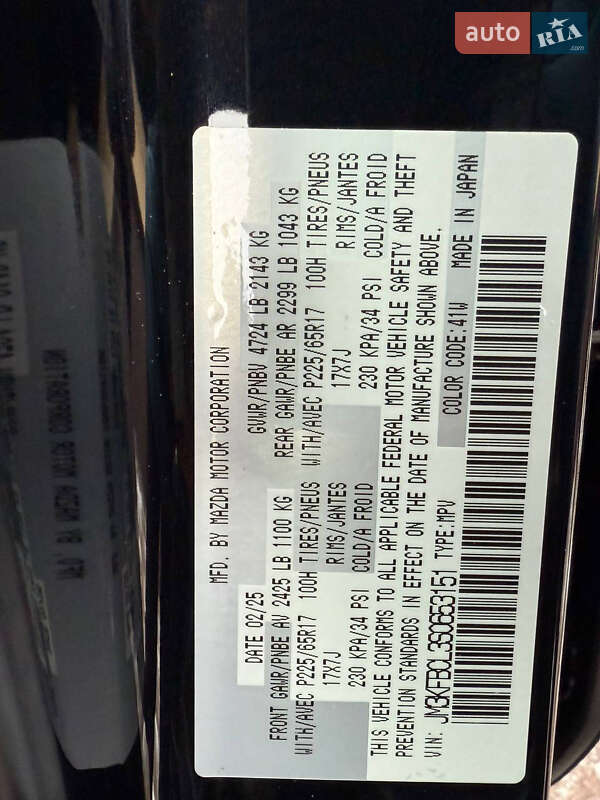 auto RIA.com
MFD. BY MAZDA MOTOR CORPORATION
DATE 02/25 GVWR/PNBV 4724 LB 2143 KG
FRONT GAWR/PNBE AV 2425 LB 1100 KG REAR GAWR/PNBE AR 2299 LB 1043 KG
WITH/AVEC P225/65R17 100H TIRES/PNEUS WITH/AVEC P225/65R17 100H TIRES/PNEUS
17X7J RIMS/JANTES 17X7J RIMS/JANTES
230 KPA/34 PSI COLD/A FROID 230 KPA/34 PSI COLD/A FROID
THIS VEHICLE CONFORMS TO ALL APPLICABLE FEDERAL MOTOR VEHICLE SAFETY AND THEFT
PREVENTION STANDARDS IN EFFECT ON THE DATE OF MANUFACTURE SHOWN ABOVE.
VIN: JM3KFBCL3S0653151 TYPE:MPV COLOR CODE:41W MADE IN JAPAN